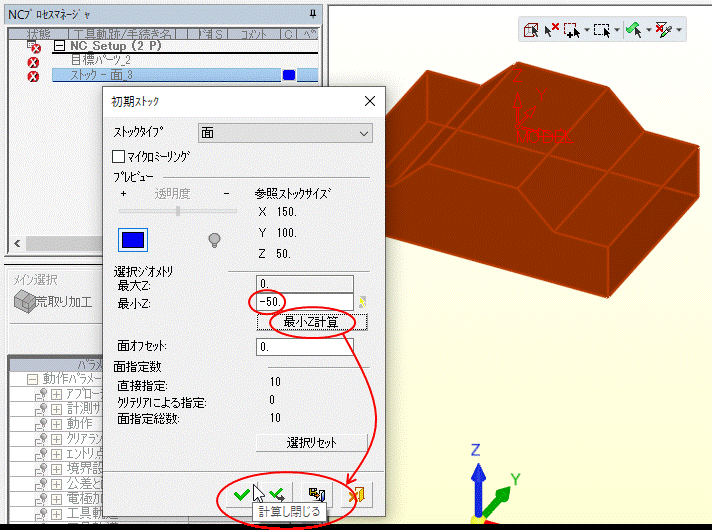 NCプロセスマネージャ
状態 工具軌跡/手続き名 補 S コメント C ペ
NC_Setup (2 P)
目標パーツ_2
ストック - 面_3
初期ストック
ストックタイプ 面
マイクロミーリング
プレビュー
+ 透明度 -
参照ストックサイズ
X 150.
Y 100.
Z 50.
選択ジオメトリ
最大Z: 0.
最小Z: -50.
最小Z計算
面オフセット: 0.
面指定数
直接指定: 10
クリテリアによる指定: 0
面指定総数: 10
選択リセット
計算し閉じる
メイン選択
荒取り加工
パラメ
動作パラメー
アプローチ
計測サ
動作
クリアラン
エントリ点
境界設
公差と
電極加
工具軌
Z
Y